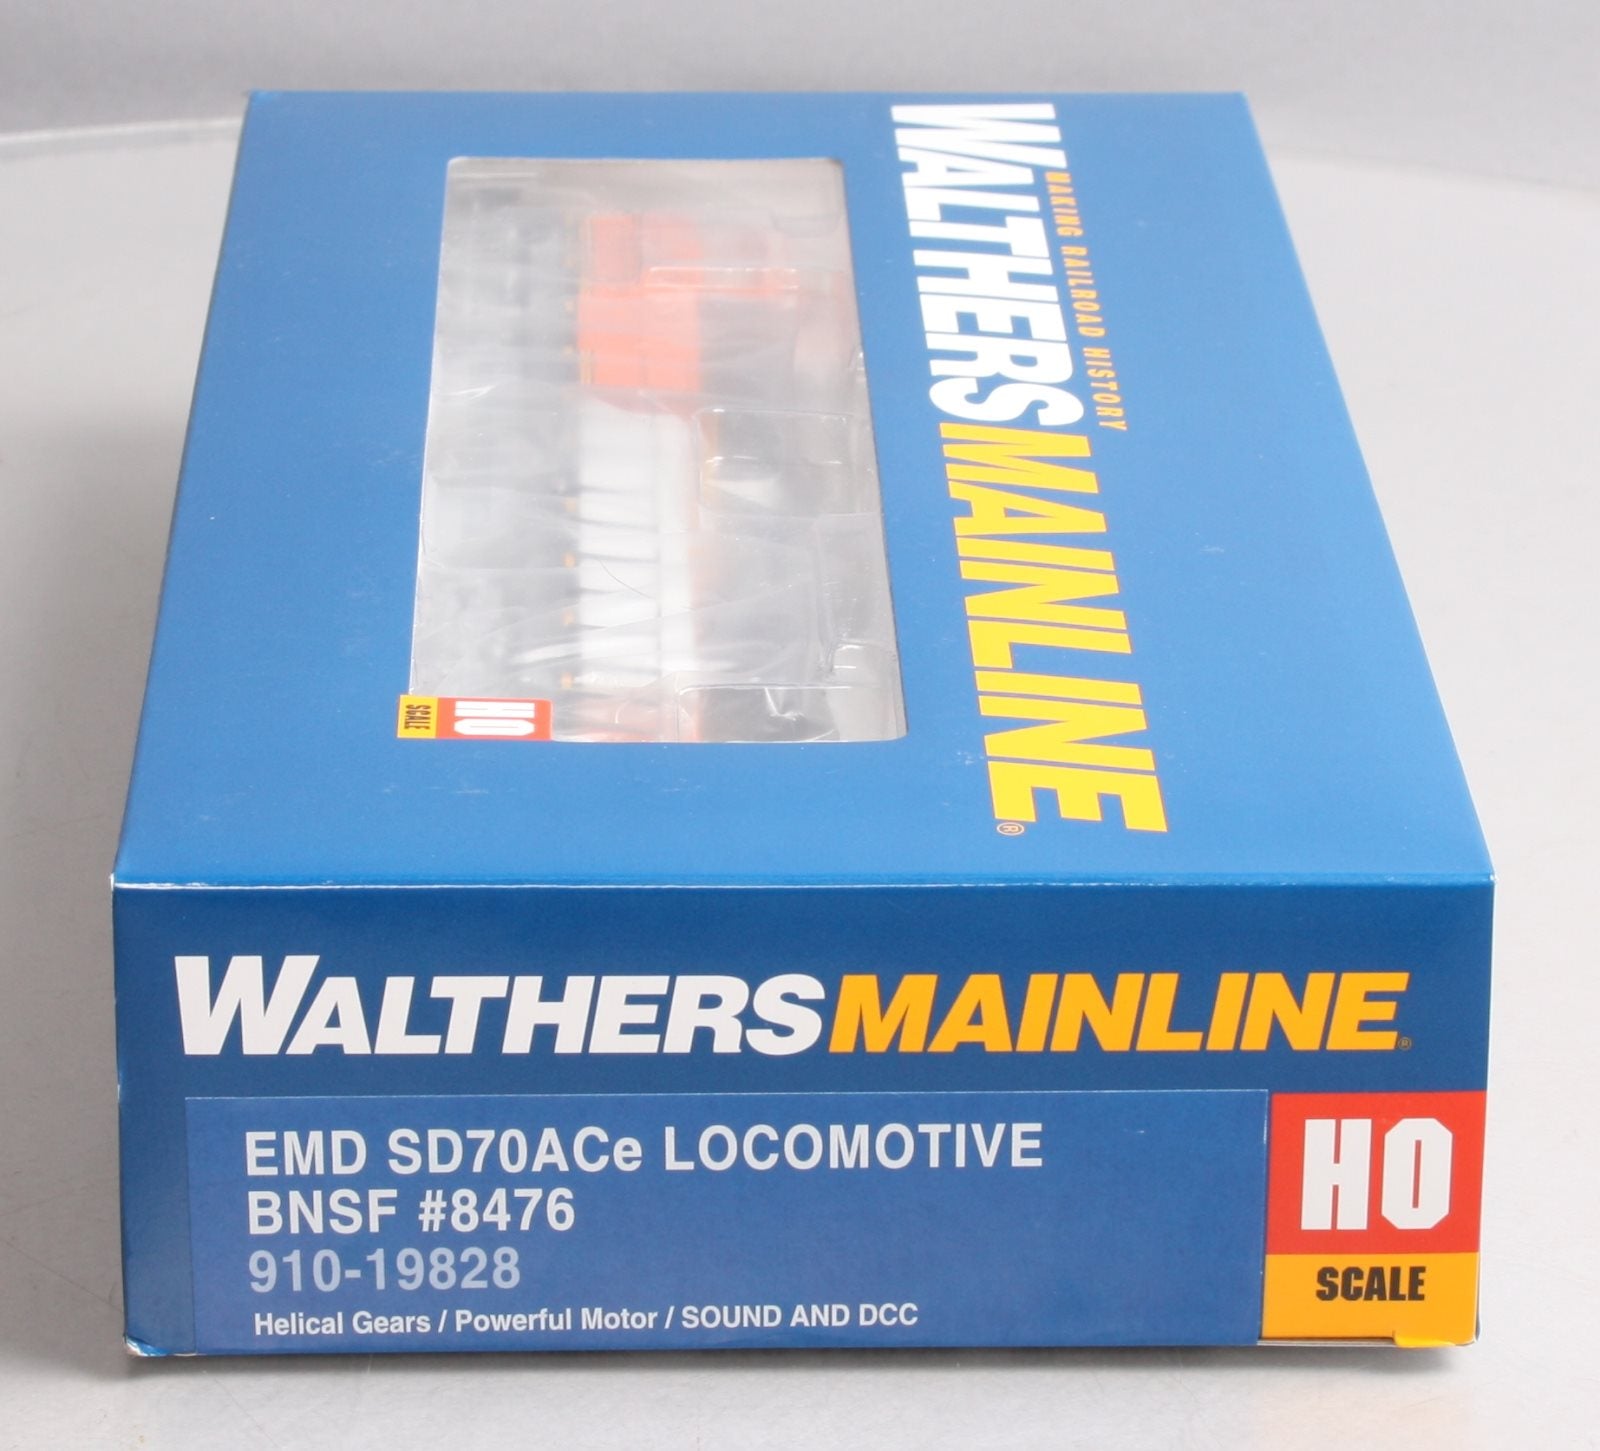 MAKING RAILROAD HISTORY
WALTHERSMAINLINE®
HO
SCALE
WALTHERSMAINLINE®
EMD SD70ACe LOCOMOTIVE
BNSF #8476
910-19828
Helical Gears / Powerful Motor / SOUND AND DCC
HO
SCALE